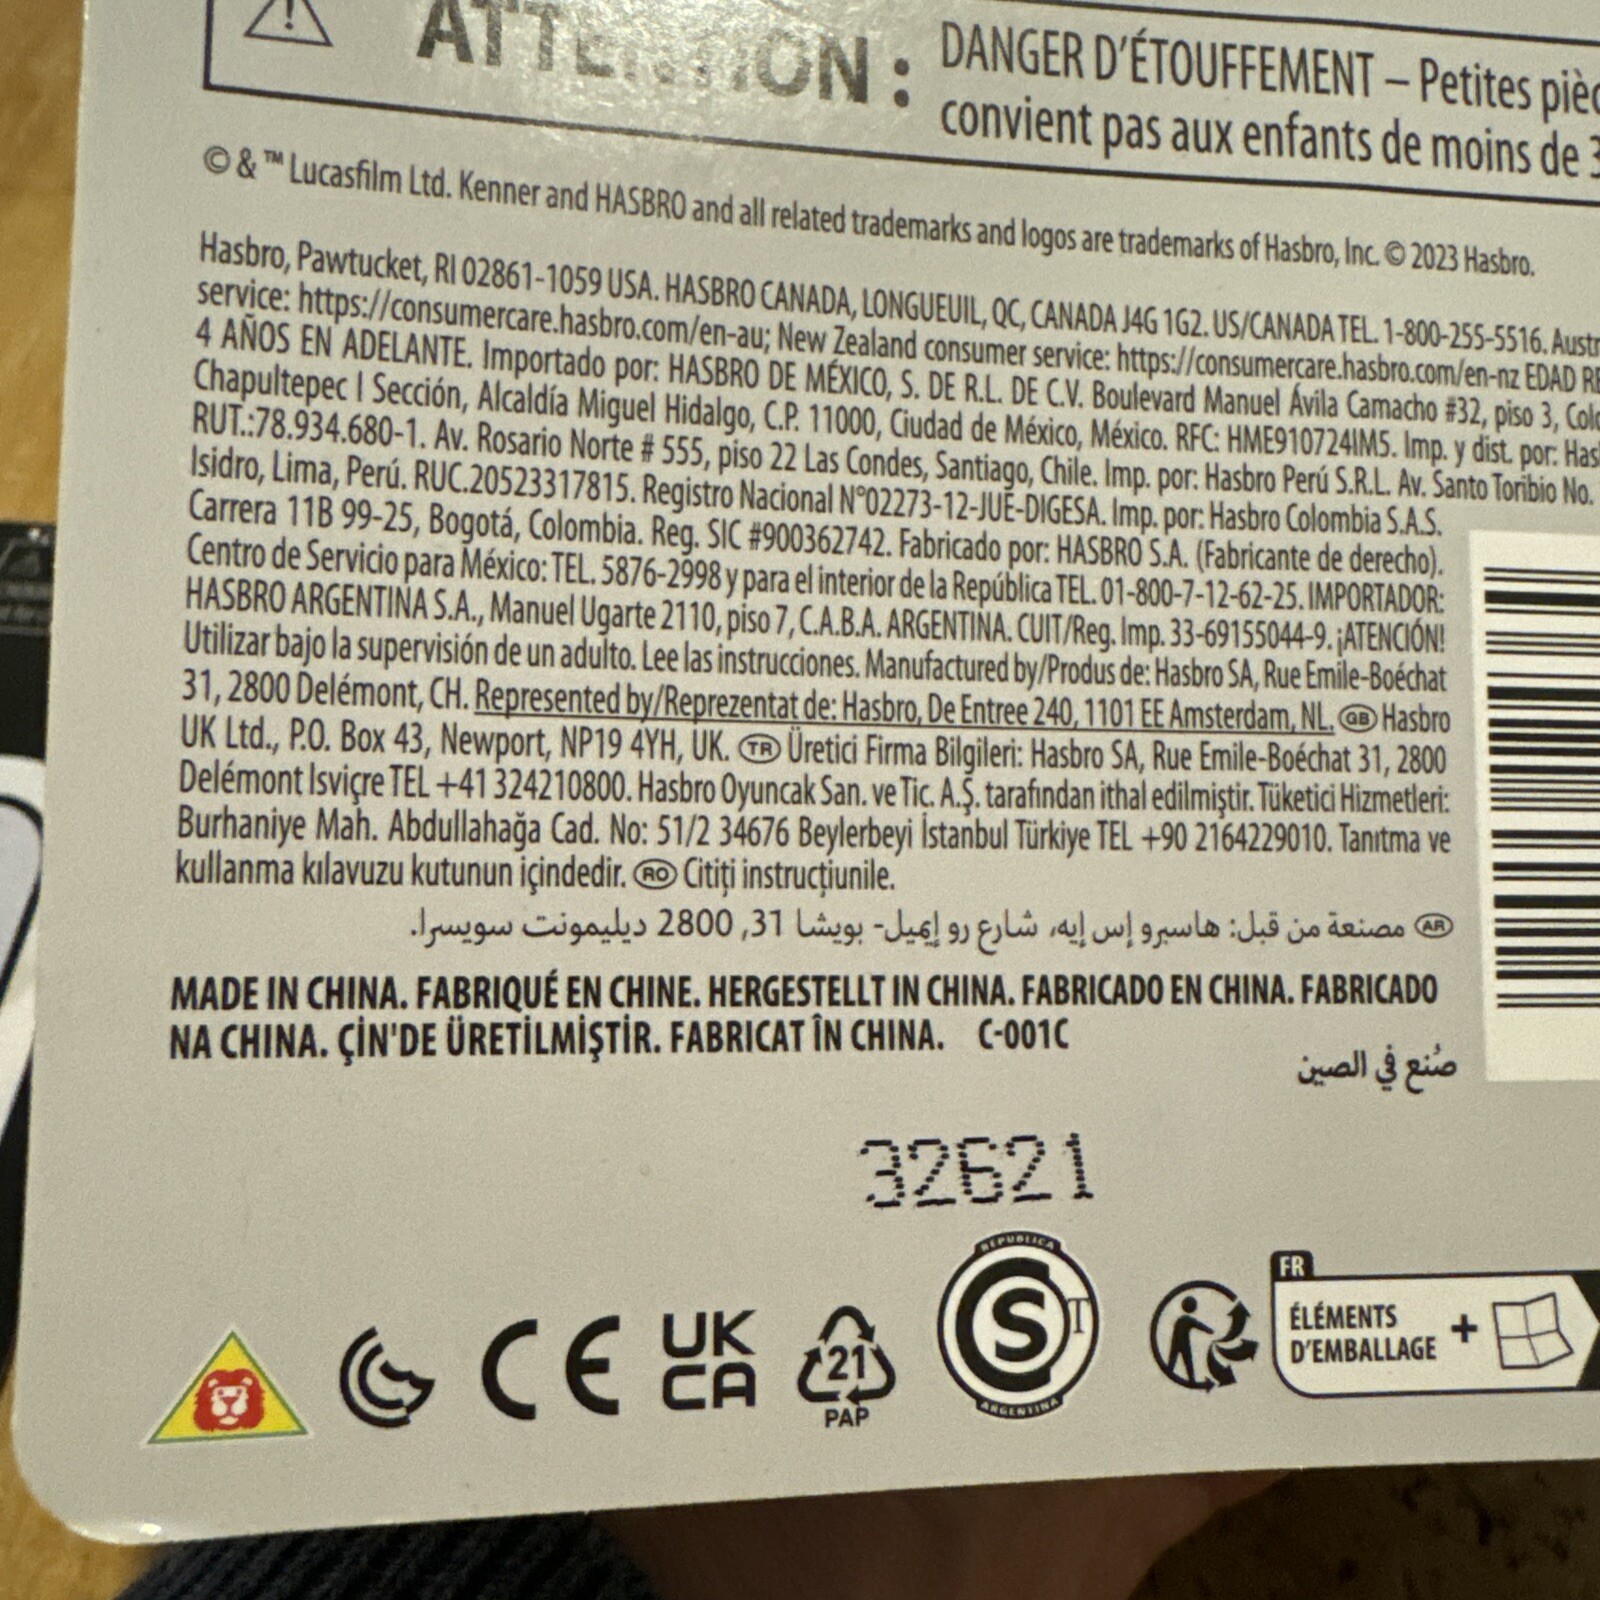 ATTENTION :
DANGER D'ÉTOUFFEMENT – Petites
convient pas aux enfants de moins de 3
© & ™ Lucasfilm Ltd. Kenner and HASBRO and all related trademarks and logos are trademarks of Hasbro, Inc. © 2023 Hasbro.
Hasbro, Pawtucket, RI 02861-1059 USA. HASBRO CANADA, LONGUEUIL, QC, CANADA J4G 1G2. US/CANADA TEL. 1-800-255-5516.
service: https://consumercare.hasbro.com/en-au; New Zealand consumer service: https://consumercare.hasbro.com/en-nz EDAD
4 AÑOS EN ADELANTE. Importado por: HASBRO DE MÉXICO, S. DE R.L. DE C.V. Boulevard Manuel Ávila Camacho #32, piso 3,
Chapultepec I Sección, Alcaldía Miguel Hidalgo, C.P. 11000, Ciudad de México, México. RFC: HME910724IM5. Imp. y dist. por:
RUT.:78.934.680-1. Av. Rosario Norte # 555, piso 22 Las Condes, Santiago, Chile. Imp. por: Hasbro Perú S.R.L. Av. Santo Toribio No.
Isidro, Lima, Perú. RUC.20523317815. Registro Nacional N°02273-12-JUE-DIGESA. Imp. por: Hasbro Colombia S.A.S.
Carrera 11B 99-25, Bogotá, Colombia. Reg. SIC #900362742. Fabricado por: HASBRO S.A. (Fabricante de derecho).
Centro de Servicio para México: TEL. 5876-2998 y para el interior de la República TEL. 01-800-7-12-62-25. IMPORTADOR:
HASBRO ARGENTINA S.A., Manuel Ugarte 2110, piso 7, C.A.B.A. ARGENTINA. CUIT/Reg. Imp. 33-69155044-9. ¡ATENCIÓN!
Utilizar bajo la supervisión de un adulto. Lee las instrucciones. Manufactured by/Produs de: Hasbro SA, Rue Emile-Boéchat
31, 2800 Delémont, CH. Represented by/Reprezentat de: Hasbro, De Entree 240, 1101 EE Amsterdam, NL. GB Hasbro
UK Ltd., P.O. Box 43, Newport, NP19 4YH, UK. TR Üretici Firma Bilgileri: Hasbro SA, Rue Emile-Boéchat 31, 2800
Delémont Isviçre TEL +41 324210800. Hasbro Oyuncak San. ve Tic. A.Ş. tarafından ithal edilmiştir. Tüketici Hizmetleri:
Burhaniye Mah. Abdullahağa Cad. No: 51/2 34676 Beylerbeyi İstanbul Türkiye TEL +90 2164229010. Tanıtma ve
kullanma kılavuzu kutunun içindedir. RO Citiți instrucțiunile.
AR مصنعة من قبل: هاسبرو إس إيه، شارع رو إيميل- بويشا 31, 2800 ديليمونت سويسرا.
MADE IN CHINA. FABRIQUÉ EN CHINE. HERGESTELLT IN CHINA. FABRICADO EN CHINA. FABRICADO
NA CHINA. ÇİN'DE ÜRETİLMİŞTİR. FABRICAT ÎN CHINA. C-001C
صُنع في الصين
32621
REPUBLICA
CST
ARGENTINA
CE
UK
CA
21
PAP
FR
ÉLÉMENTS
D'EMBALLAGE +